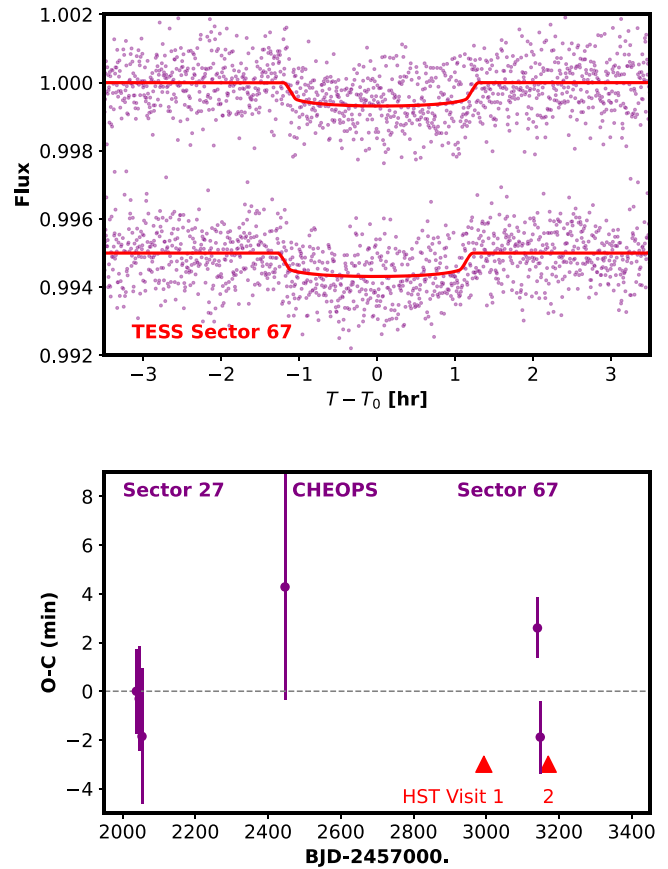 1.002
1.000
0.998
0.996
0.994
0.992
Flux
TESS Sector 67
−3 −2 −1 0 1 2 3
T − T₀ [hr]
Sector 27 CHEOPS Sector 67
8
6
4
2
0
−2
−4
O-C (min)
HST Visit 1 2
2000 2200 2400 2600 2800 3000 3200 3400
BJD-2457000.